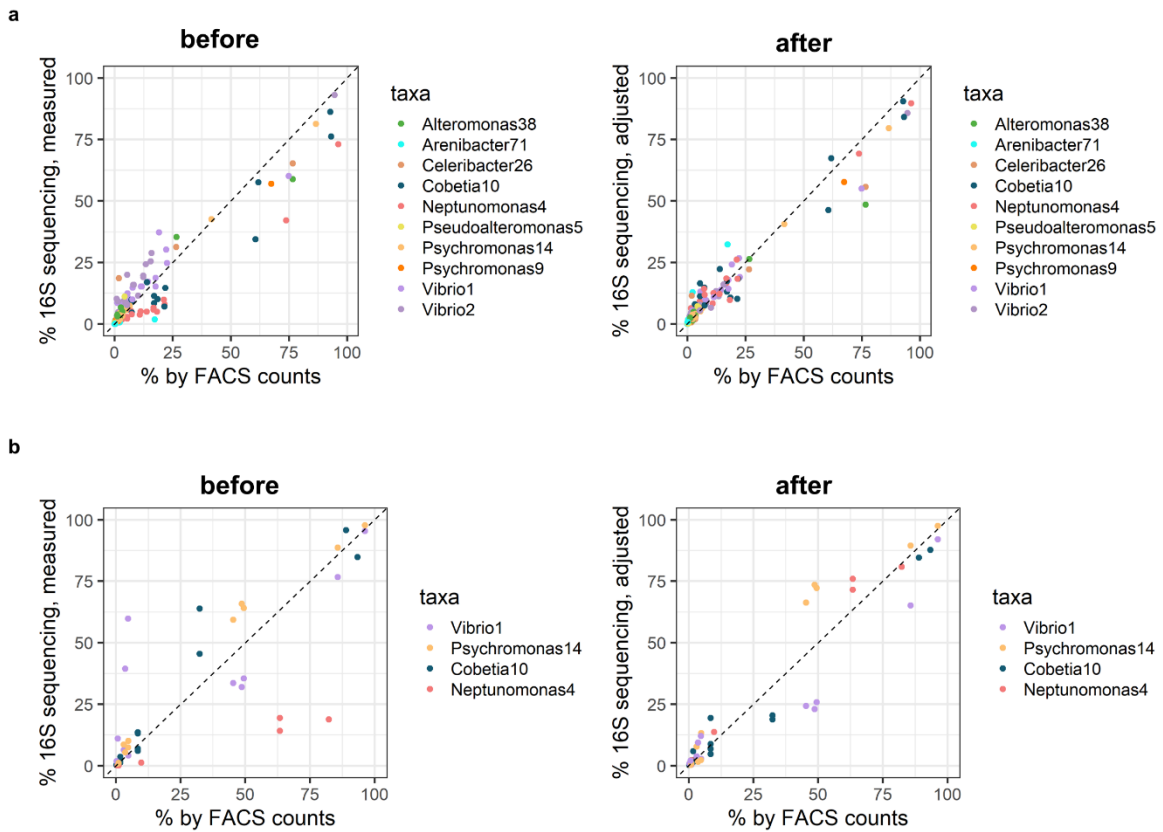 a
before
% 16S sequencing, measured
100
75
50
25
0
0 25 50 75 100
% by FACS counts
taxa
Alteromonas38
Arenibacter71
Celeribacter26
Cobetia10
Neptunomonas4
Pseudoalteromonas5
Psychromonas14
Psychromonas9
Vibrio1
Vibrio2
after
% 16S sequencing, adjusted
100
75
50
25
0
0 25 50 75 100
% by FACS counts
taxa
Alteromonas38
Arenibacter71
Celeribacter26
Cobetia10
Neptunomonas4
Pseudoalteromonas5
Psychromonas14
Psychromonas9
Vibrio1
Vibrio2
b
before
% 16S sequencing, measured
100
75
50
25
0
0 25 50 75 100
% by FACS counts
taxa
Vibrio1
Psychromonas14
Cobetia10
Neptunomonas4
after
% 16S sequencing, adjusted
100
75
50
25
0
0 25 50 75 100
% by FACS counts
taxa
Vibrio1
Psychromonas14
Cobetia10
Neptunomonas4